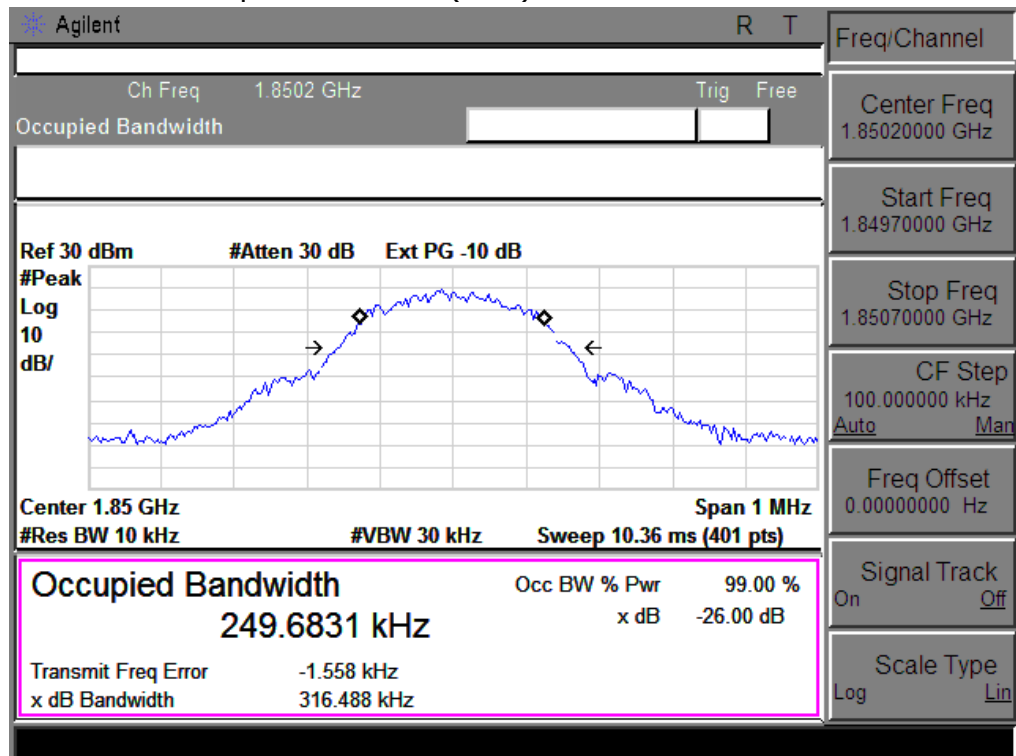 Agilent R T
Ch Freq 1.8502 GHz Trig Free
Occupied Bandwidth
Ref 30 dBm #Atten 30 dB Ext PG -10 dB
#Peak
Log
10
dB/
Center 1.85 GHz Span 1 MHz
#Res BW 10 kHz #VBW 30 kHz Sweep 10.36 ms (401 pts)
Occupied Bandwidth Occ BW % Pwr 99.00 %
249.6831 kHz x dB -26.00 dB
Transmit Freq Error -1.558 kHz
x dB Bandwidth 316.488 kHz
Freq/Channel
Center Freq
1.85020000 GHz
Start Freq
1.84970000 GHz
Stop Freq
1.85070000 GHz
CF Step
100.000000 kHz
Auto Man
Freq Offset
0.00000000 Hz
Signal Track
On Off
Scale Type
Log Lin